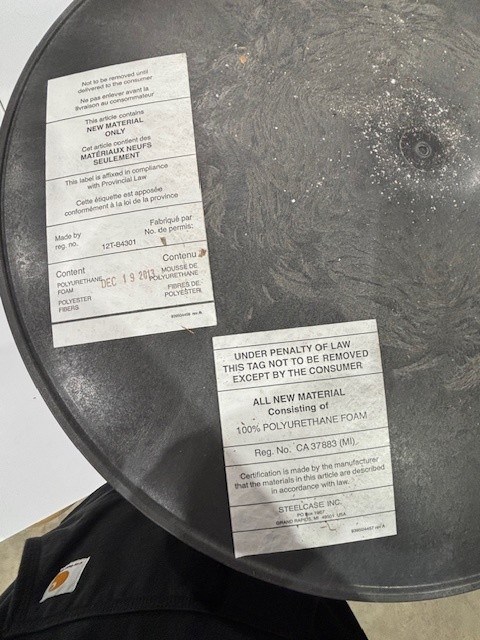 Not to be removed until
delivered to the consumer
Ne pas enlever avant la
livraison au consommateur
This article contains
NEW MATERIAL
ONLY
Cet article contient des
MATÉRIAUX NEUFS
SEULEMENT
This label is affixed in compliance
with Provincial Law
Cette étiquette est apposée
conformément à la loi de la province
Made by
reg. no. 12T-B4301
Fabriqué par
No. de permis:
Content
POLYURETHANE
FOAM
POLYESTER
FIBERS
DEC 19 2013
Contenu
MOUSSE DE
POLYURETHANE
FIBRES DE
POLYESTER
UNDER PENALTY OF LAW
THIS TAG NOT TO BE REMOVED
EXCEPT BY THE CONSUMER
ALL NEW MATERIAL
Consisting of
100% POLYURETHANE FOAM
Reg. No. CA 37883 (MI).
Certification is made by the manufacturer
that the materials in this article are described
in accordance with law.
STEELCASE INC.
PO Box 1967
GRAND RAPIDS, MI 49501 USA